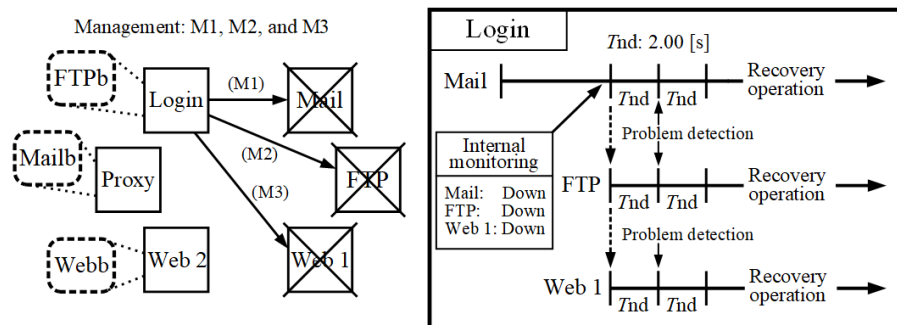 Management: M1, M2, and M3
FTPb
Login
(M1)
Mail
(M2)
Mailb
Proxy
(M3)
FTP
Webb
Web 2
Web 1
Login
Tnd: 2.00 [s]
Mail
Tnd
Tnd
Recovery
operation
Internal
monitoring
Mail: Down
FTP: Down
Web 1: Down
Problem detection
FTP
Tnd
Tnd
Recovery
operation
Problem detection
Web 1
Tnd
Tnd
Recovery
operation